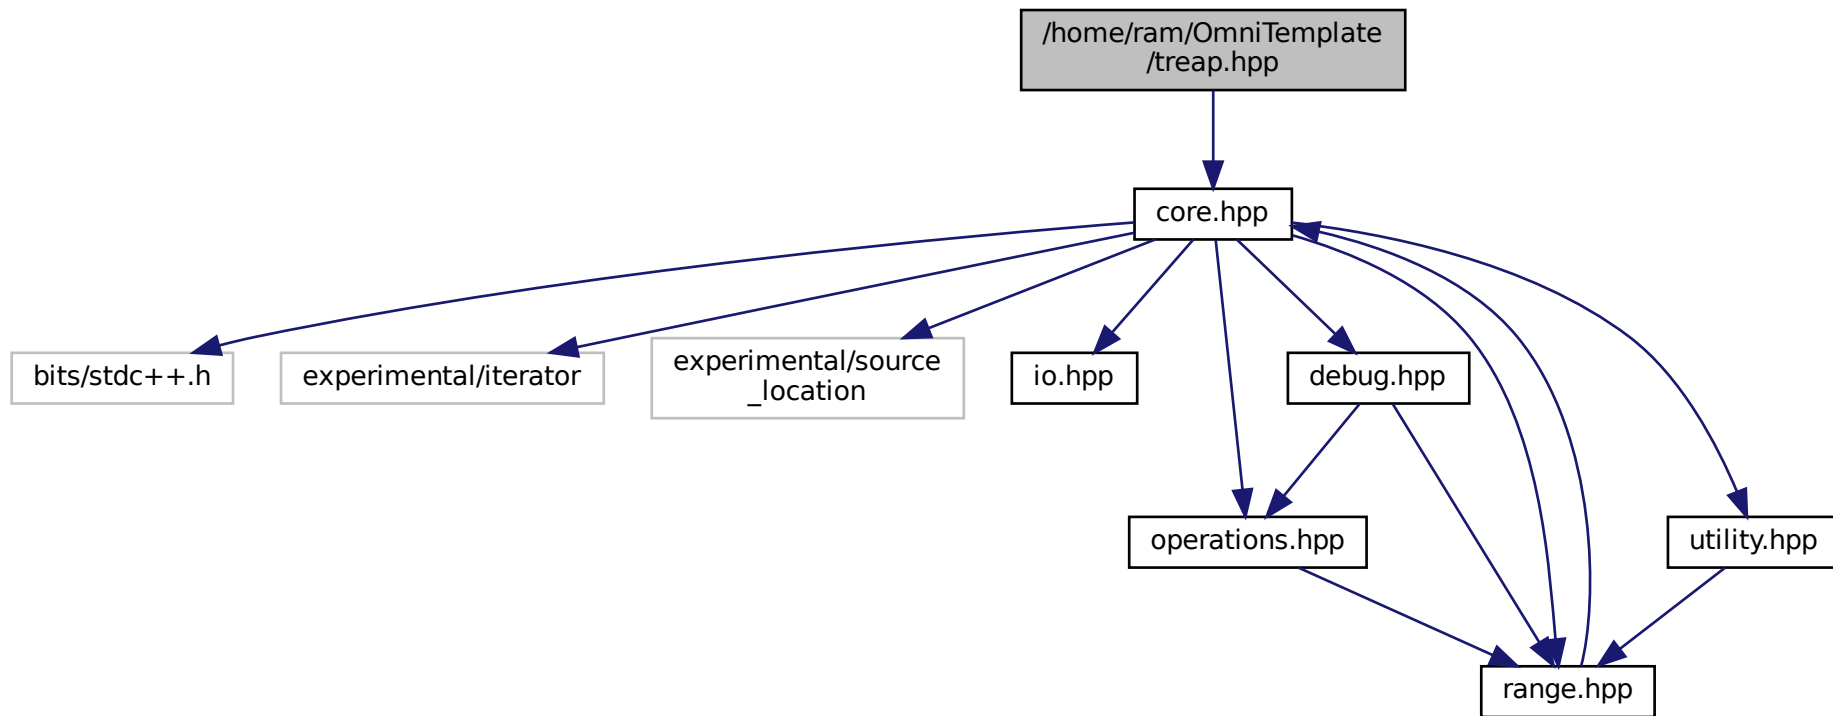 /home/ram/OmniTemplate
/treap.hpp
core.hpp
bits/stdc++.h
experimental/iterator
experimental/source
_location
io.hpp
debug.hpp
operations.hpp
utility.hpp
range.hpp